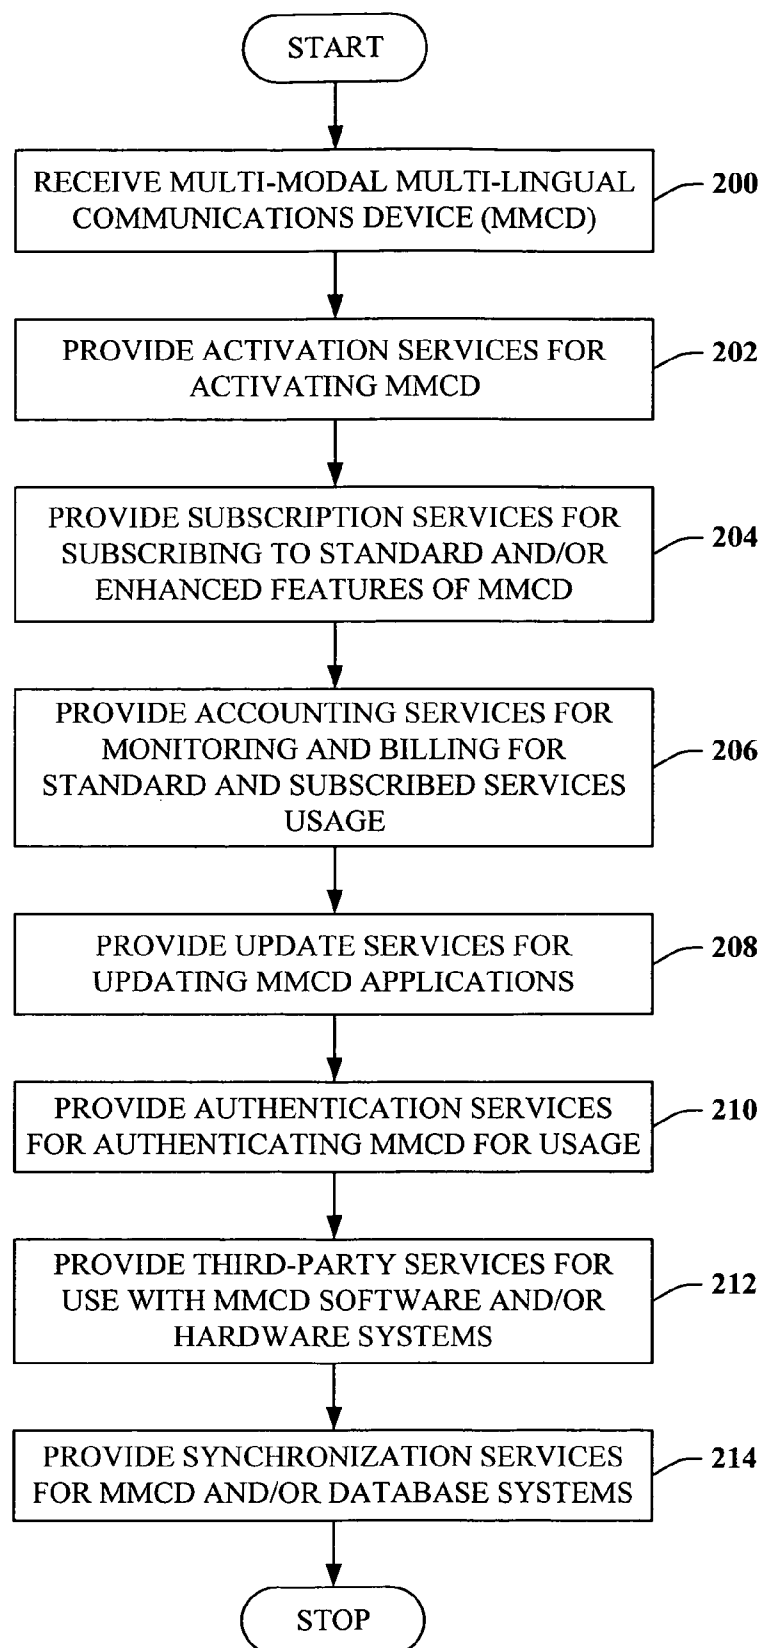 START
RECEIVE MULTI-MODAL MULTI-LINGUAL
COMMUNICATIONS DEVICE (MMCD)
200
PROVIDE ACTIVATION SERVICES FOR
ACTIVATING MMCD
202
PROVIDE SUBSCRIPTION SERVICES FOR
SUBSCRIBING TO STANDARD AND/OR
ENHANCED FEATURES OF MMCD
204
PROVIDE ACCOUNTING SERVICES FOR
MONITORING AND BILLING FOR
STANDARD AND SUBSCRIBED SERVICES
USAGE
206
PROVIDE UPDATE SERVICES FOR
UPDATING MMCD APPLICATIONS
208
PROVIDE AUTHENTICATION SERVICES
FOR AUTHENTICATING MMCD FOR USAGE
210
PROVIDE THIRD-PARTY SERVICES FOR
USE WITH MMCD SOFTWARE AND/OR
HARDWARE SYSTEMS
212
PROVIDE SYNCHRONIZATION SERVICES
FOR MMCD AND/OR DATABASE SYSTEMS
214
STOP